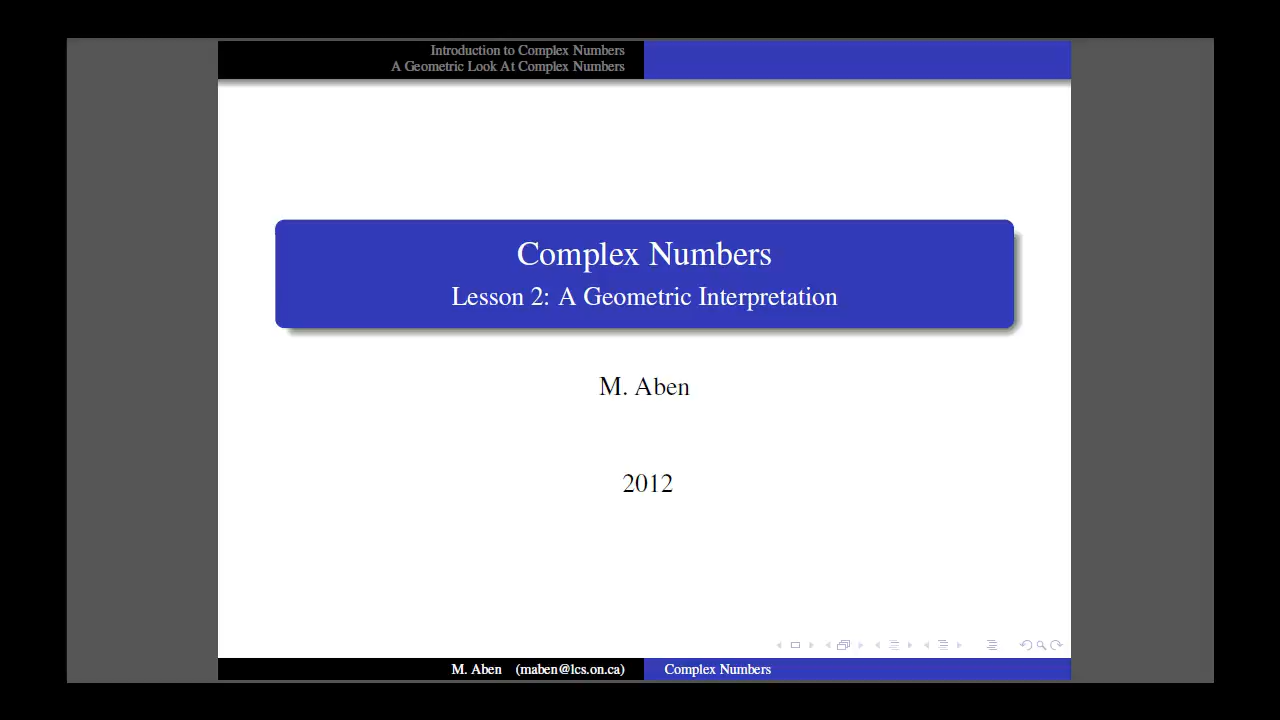 Introduction to Complex Numbers
A Geometric Look At Complex Numbers
Complex Numbers
Lesson 2: A Geometric Interpretation
M. Aben
2012
M. Aben (maben@lcs.on.ca) Complex Numbers